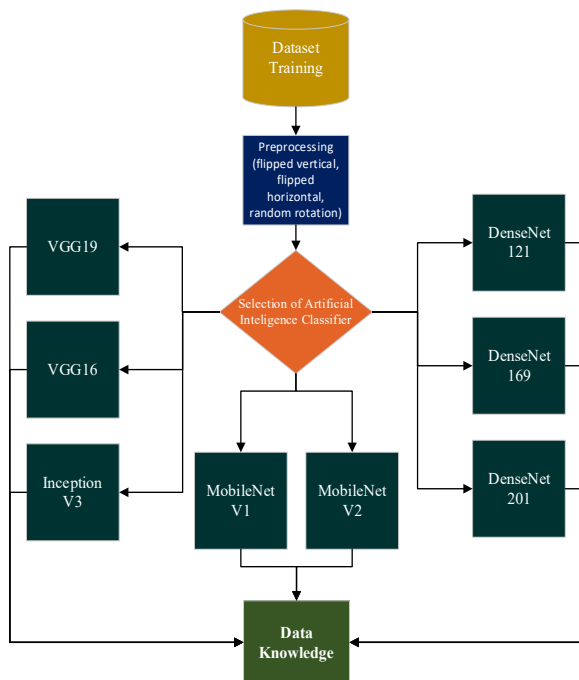 Dataset
Training
Preprocessing
(flipped vertical,
flipped
horizontal,
random rotation)
Selection of Artificial
Inteligence Classifier
VGG19
VGG16
Inception
V3
MobileNet
V1
MobileNet
V2
DenseNet
121
DenseNet
169
DenseNet
201
Data
Knowledge